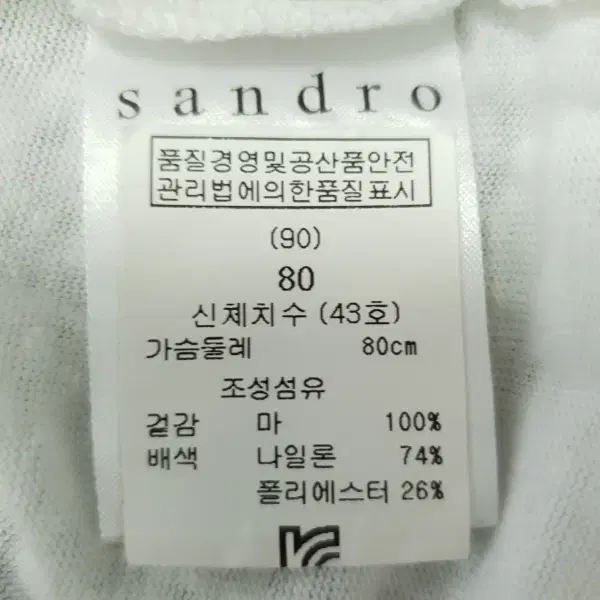 sandro
품질경영및공산품안전
관리법에의한품질표시
(90)
80
신체치수 (43호)
가슴둘레 80cm
조성섬유
겉감 마 100%
배색 나일론 74%
폴리에스터 26%